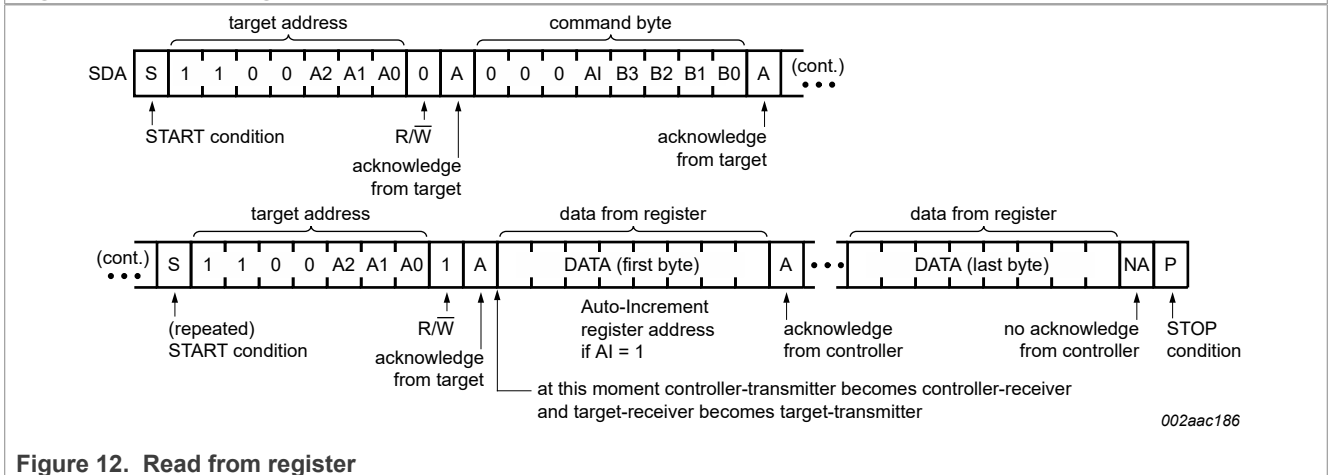 target address command byte
SDA S 1 1 0 0 A2 A1 A0 0 A 0 0 0 AI B3 B2 B1 B0 A (cont.)
START condition R/W̅ acknowledge from target acknowledge from target
target address data from register data from register
(cont.) S 1 1 0 0 A2 A1 A0 1 A DATA (first byte) A DATA (last byte) NA P
(repeated)
START condition
R/W̅
acknowledge
from target
Auto-Increment
register address
if AI = 1
acknowledge
from controller
no acknowledge
from controller
STOP
condition
at this moment controller-transmitter becomes controller-receiver
and target-receiver becomes target-transmitter
002aac186
Figure 12. Read from register